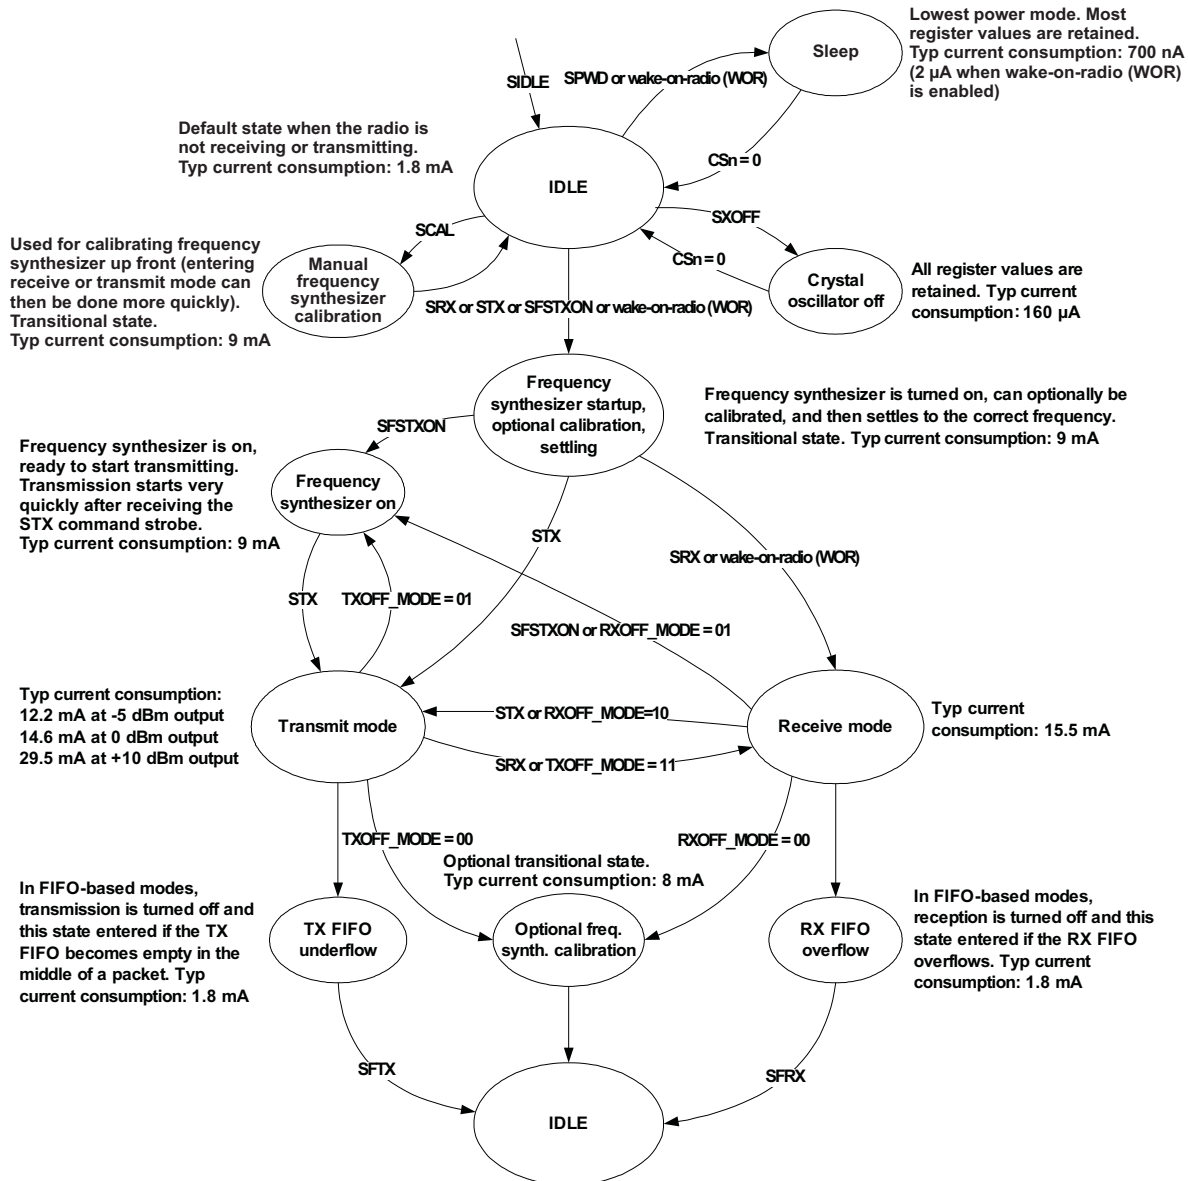 Lowest power mode. Most
register values are retained.
Typ current consumption: 700 nA
(2 µA when wake-on-radio (WOR)
is enabled)
Sleep
SIDLE
SPWD or wake-on-radio (WOR)
Default state when the radio is
not receiving or transmitting.
Typ current consumption: 1.8 mA
CSn = 0
IDLE
SXOFF
SCAL
CSn = 0
Used for calibrating frequency
synthesizer up front (entering
receive or transmit mode can
then be done more quickly).
Transitional state.
Typ current consumption: 9 mA
Manual
frequency
synthesizer
calibration
SRX or STX or SFSTXON or wake-on-radio (WOR)
Crystal
oscillator off
All register values are
retained. Typ current
consumption: 160 µA
Frequency
synthesizer startup,
optional calibration,
settling
Frequency synthesizer is turned on, can optionally be
calibrated, and then settles to the correct frequency.
Transitional state. Typ current consumption: 9 mA
SFSTXON
Frequency synthesizer is on,
ready to start transmitting.
Transmission starts very
quickly after receiving the
STX command strobe.
Typ current consumption: 9 mA
Frequency
synthesizer on
STX
SRX or wake-on-radio (WOR)
STX
TXOFF_MODE = 01
SFSTXON or RXOFF_MODE = 01
Typ current consumption:
12.2 mA at -5 dBm output
14.6 mA at 0 dBm output
29.5 mA at +10 dBm output
Transmit mode
STX or RXOFF_MODE=10
Receive mode
Typ current
consumption: 15.5 mA
SRX or TXOFF_MODE = 11
TXOFF_MODE = 00
RXOFF_MODE = 00
Optional transitional state.
Typ current consumption: 8 mA
In FIFO-based modes,
transmission is turned off and
this state entered if the TX
FIFO becomes empty in the
middle of a packet. Typ
current consumption: 1.8 mA
TX FIFO
underflow
Optional freq.
synth. calibration
RX FIFO
overflow
In FIFO-based modes,
reception is turned off and this
state entered if the RX FIFO
overflows. Typ current
consumption: 1.8 mA
SFTX
SFRX
IDLE